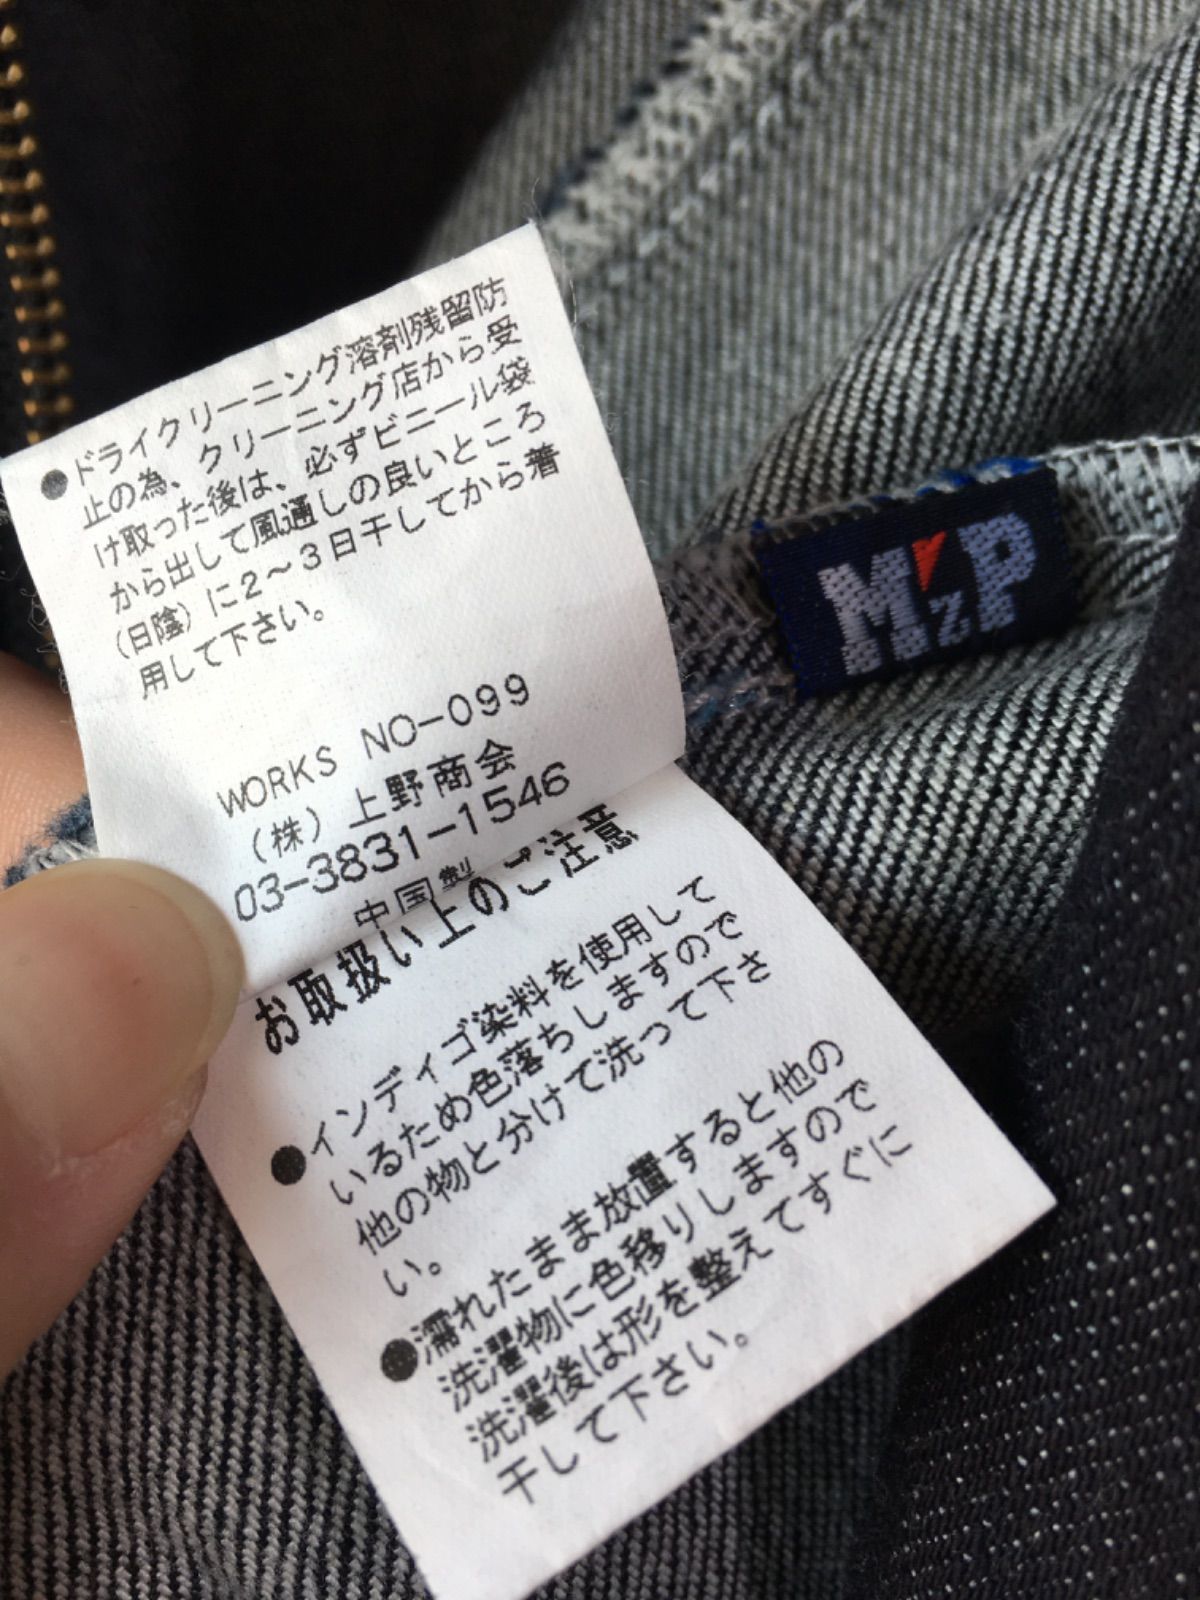 ●ドライクリーニング溶剤残留防
止の為、クリーニング店から受
け取った後は、必ずビニール袋
から出して風通しの良いところ
(日陰)に2〜3日干してから着
用して下さい。
WORKS NO-099
(株)上野商会
03-3831-1546
中国製
お取扱い上のご注意
●インディゴ染料を使用して
いるため色落ちしますので
他の物と分けて洗って下さ
い。
●濡れたまま放置すると他の
洗濯物に色移りしますので
洗濯後は形を整えてすぐに
干して下さい。
MzP